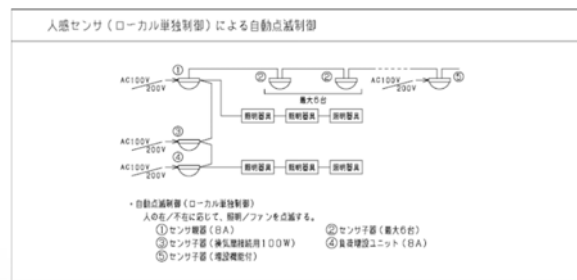 人感センサ（ローカル単独制御）による自動点滅制御
① ② ② ⑤
AC100V 200V
AC100V 200V
最大6台
照明器具 照明器具 照明器具
③
AC100V 200V
④
AC100V 200V
照明器具 照明器具 照明器具
・自動点滅制御（ローカル単独制御）
人の在／不在に応じて、照明／ファンを点滅する。
①センサ親器（8A） ②センサ子器（最大6台）
③センサ子器（換気扇接続用100W） ④負荷増設ユニット（8A）
⑤センサ子器（増設機能付）